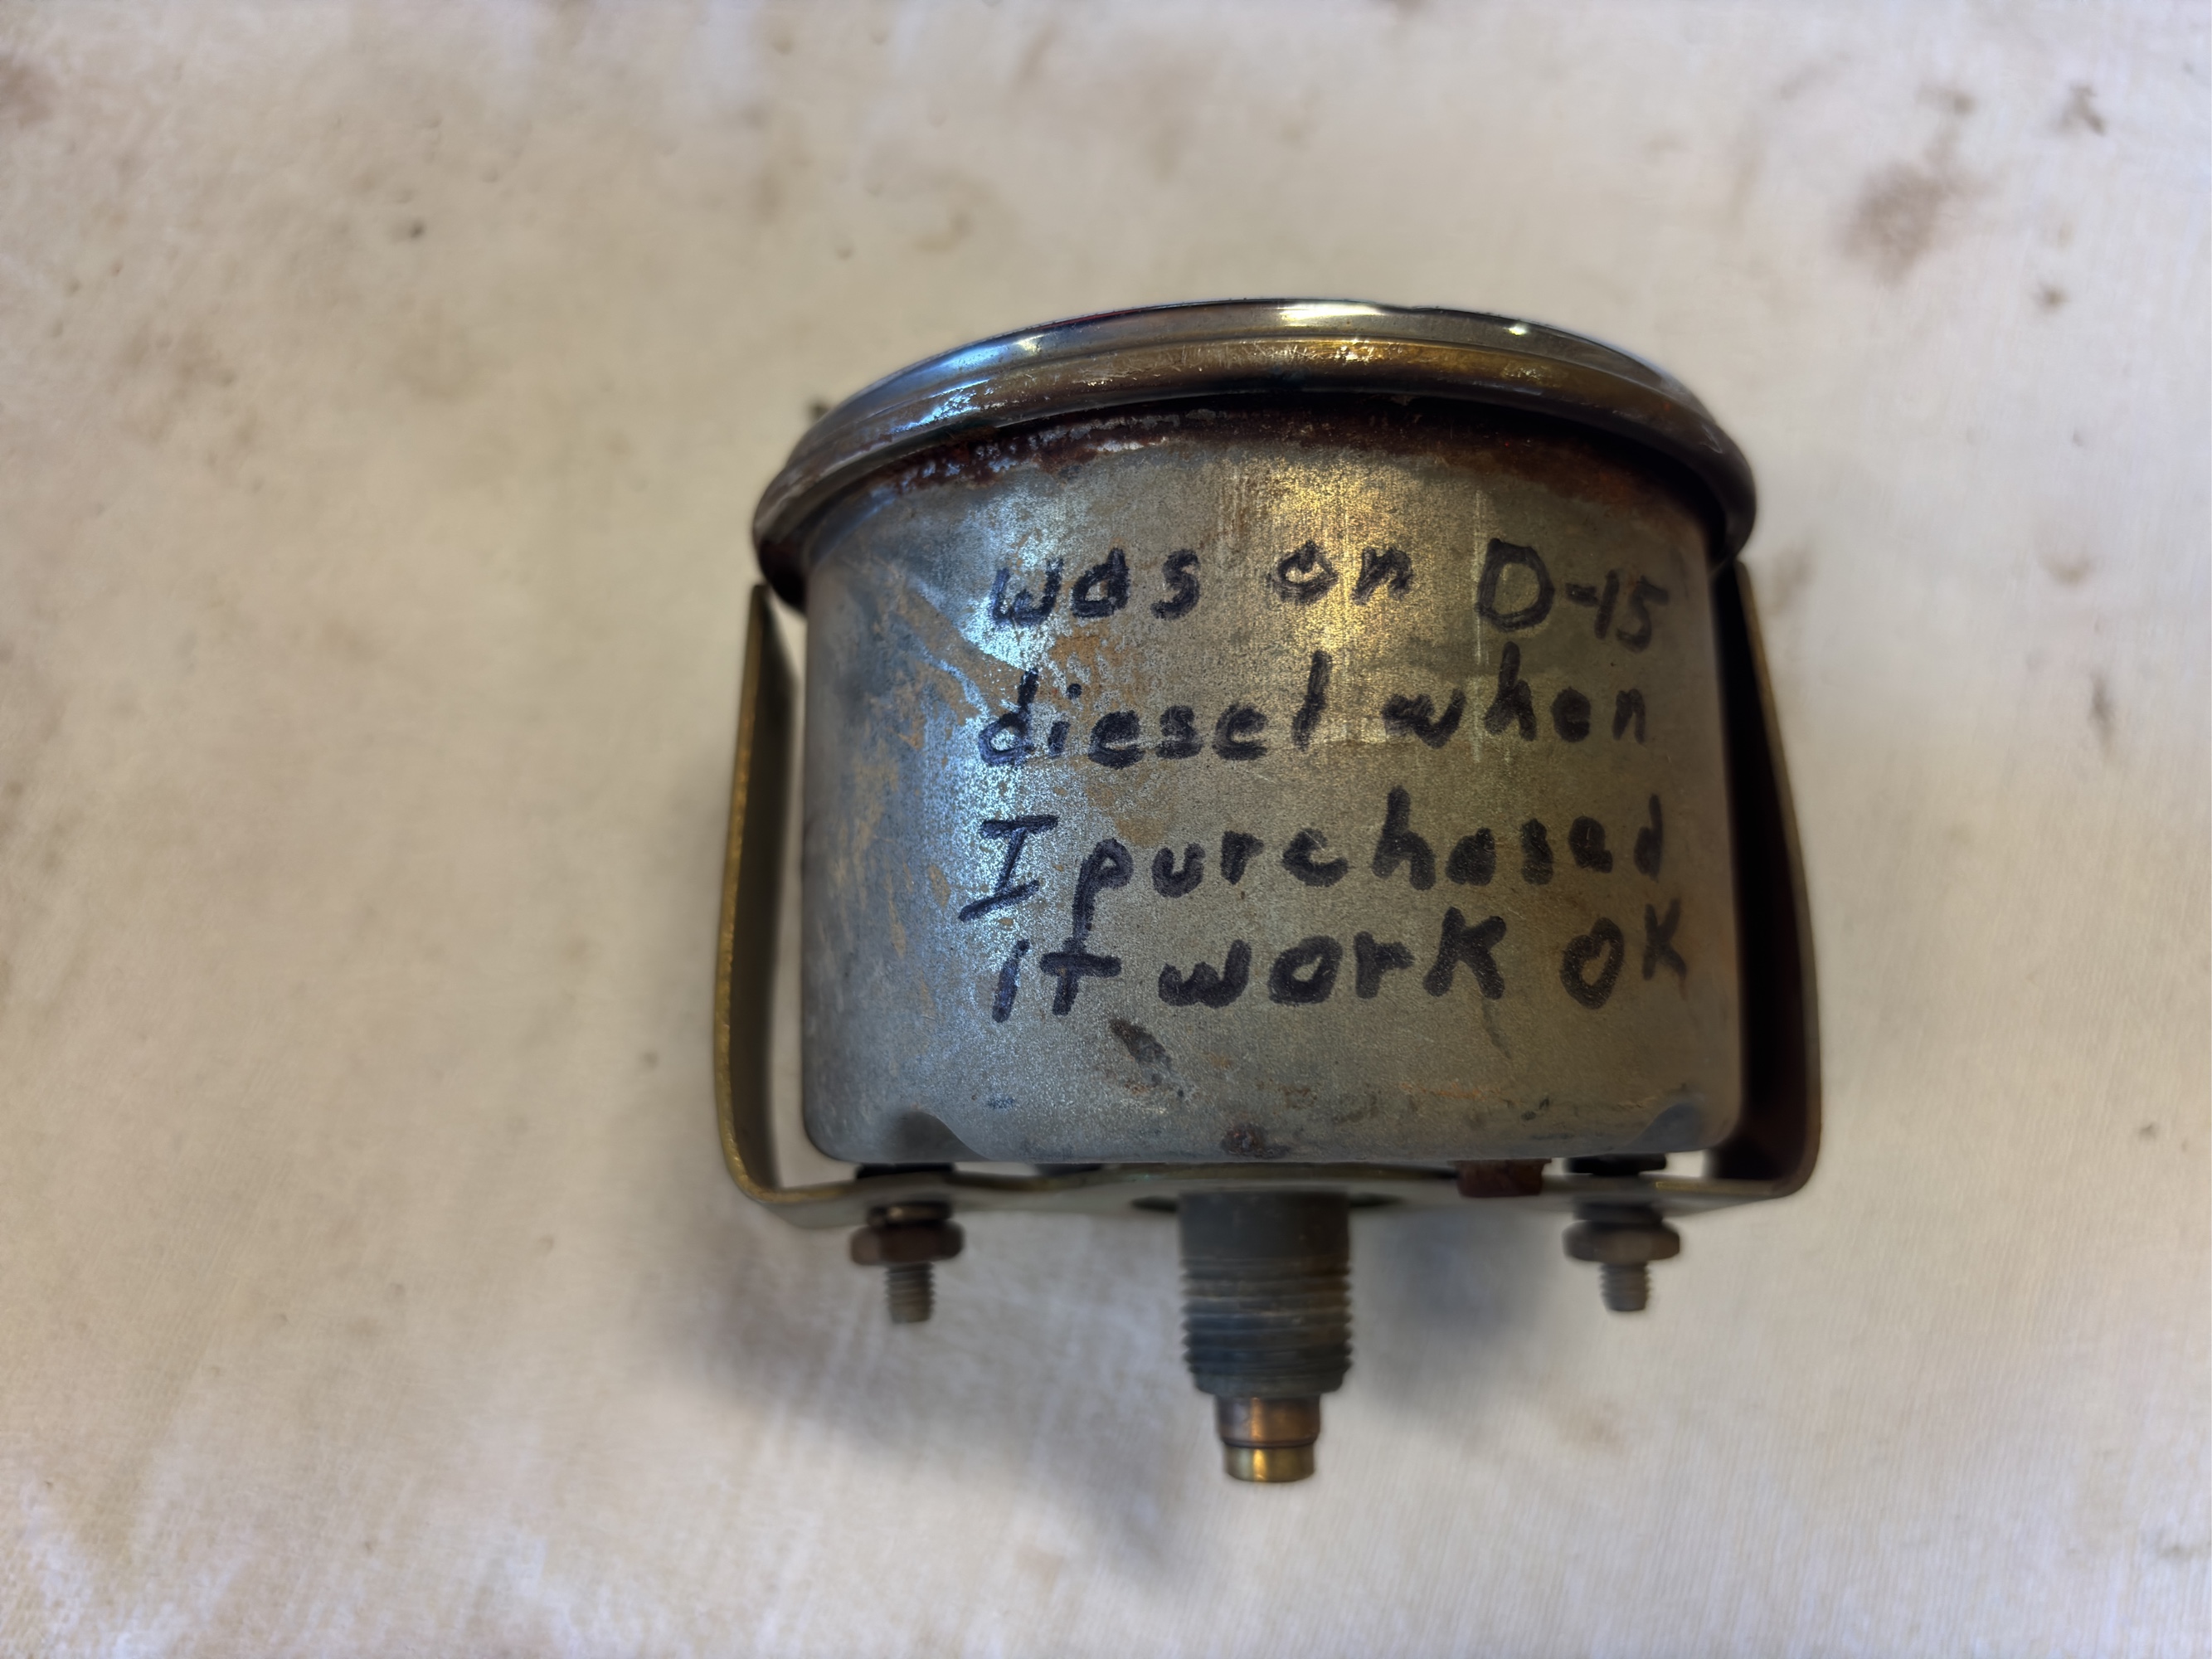 was on D-15
diesel when
I purchased
it work OK